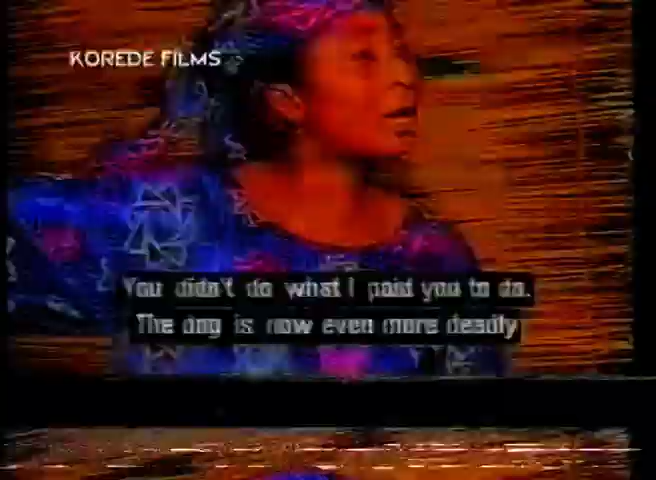 KOREDE FILMS
You didn't do what I paid you to do.
The dog is now even more deadly